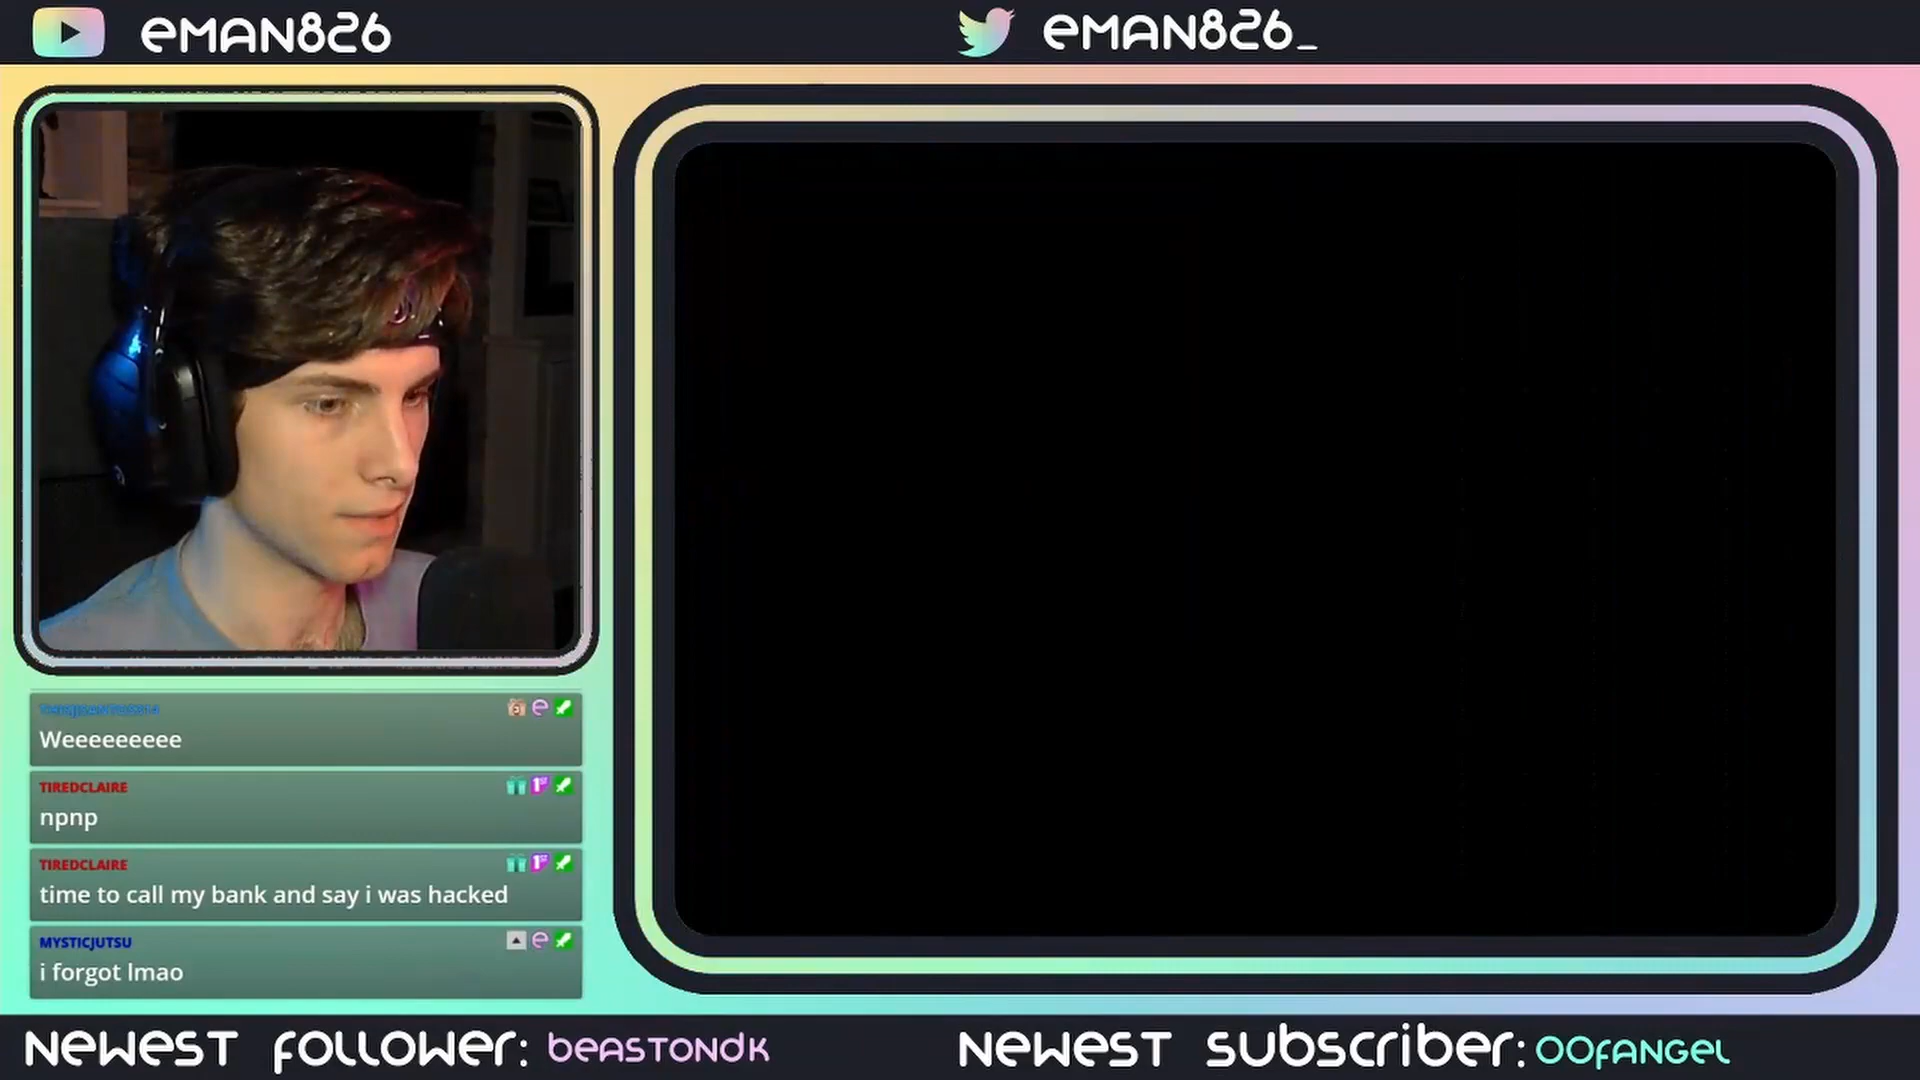 eMAN826
eMAN826_
Weeeeeeeee
TIREDCLAIRE
npnp
TIREDCLAIRE
time to call my bank and say i was hacked
MYSTICJUTSU
i forgot lmao
Newest follower: beastondk
Newest subscriber: OOfangel